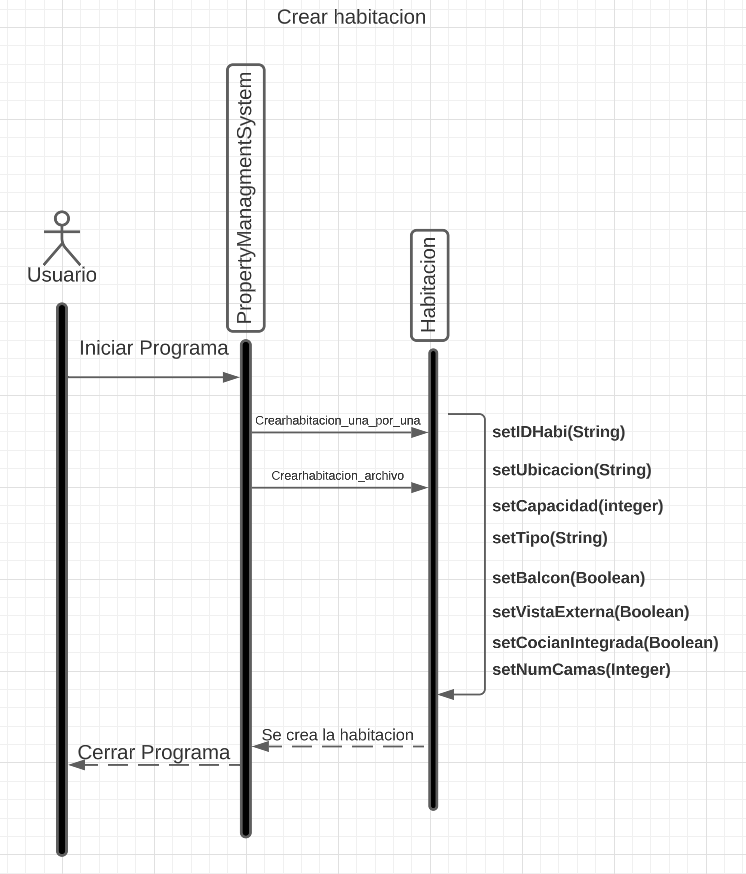 Crear habitacion
PropertyManagmentSystem
Usuario
Habitacion
Iniciar Programa
Crearhabitacion_una_por_una
setIDHabi(String)
setUbicacion(String)
Crearhabitacion_archivo
setCapacidad(integer)
setTipo(String)
setBalcon(Boolean)
setVistaExterna(Boolean)
setCocianIntegrada(Boolean)
setNumCamas(Integer)
Se crea la habitacion
Cerrar Programa